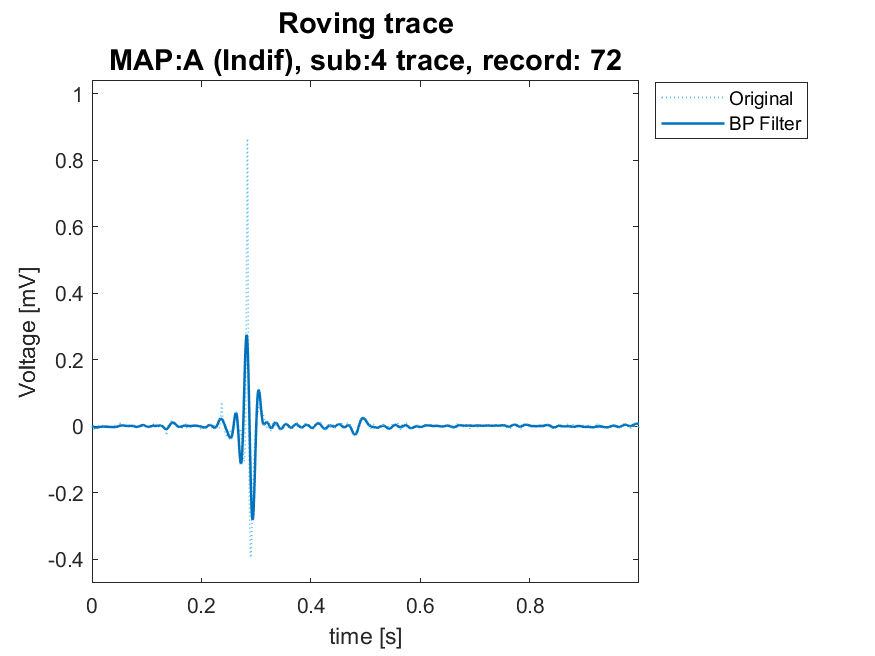 Roving trace
MAP:A (Indif), sub:4 trace, record: 72
Original
BP Filter
Voltage [mV]
1
0.8
0.6
0.4
0.2
0
-0.2
-0.4
0
0.2
0.4
0.6
0.8
time [s]